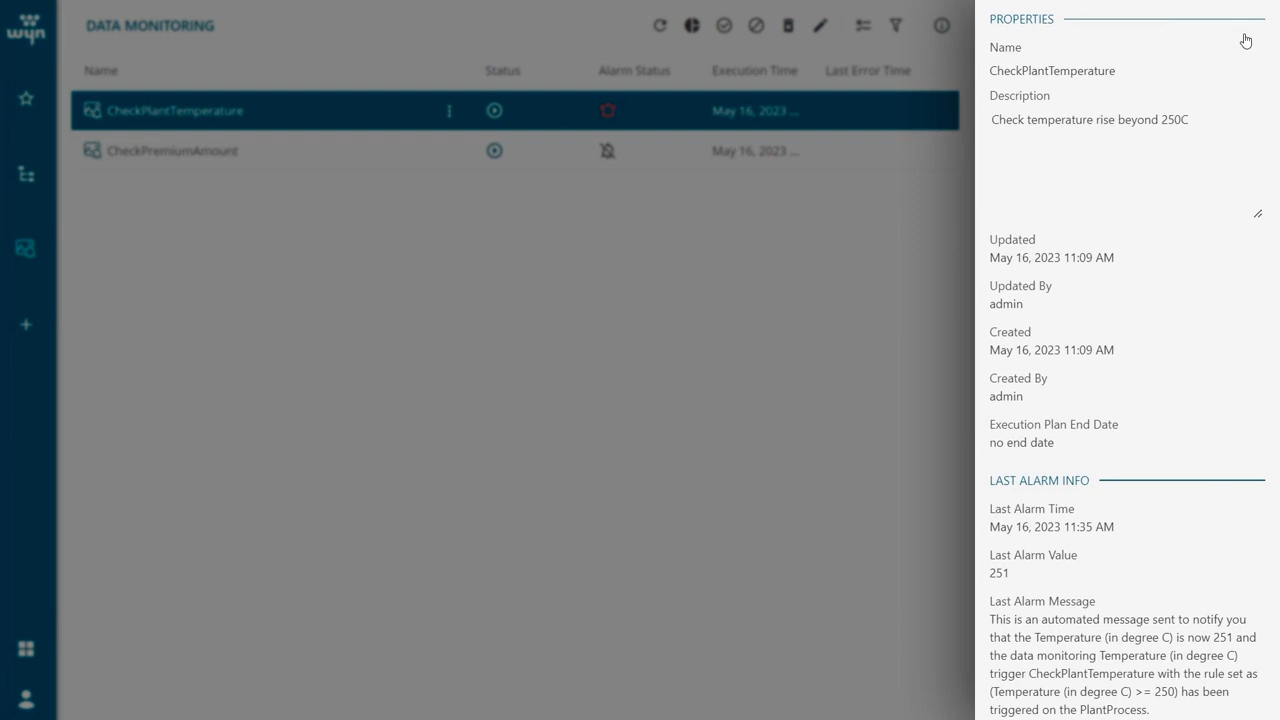 wyn
DATA MONITORING
Name Status Alarm Status Execution Time Last Error Time
CheckPlantTemperature May 16, 2023 ...
CheckPremiumAmount May 16, 2023 ...
PROPERTIES
Name
CheckPlantTemperature
Description
Check temperature rise beyond 250C
Updated
May 16, 2023 11:09 AM
Updated By
admin
Created
May 16, 2023 11:09 AM
Created By
admin
Execution Plan End Date
no end date
LAST ALARM INFO
Last Alarm Time
May 16, 2023 11:35 AM
Last Alarm Value
251
Last Alarm Message
This is an automated message sent to notify you
that the Temperature (in degree C) is now 251 and
the data monitoring Temperature (in degree C)
trigger CheckPlantTemperature with the rule set as
(Temperature (in degree C) >= 250) has been
triggered on the PlantProcess.